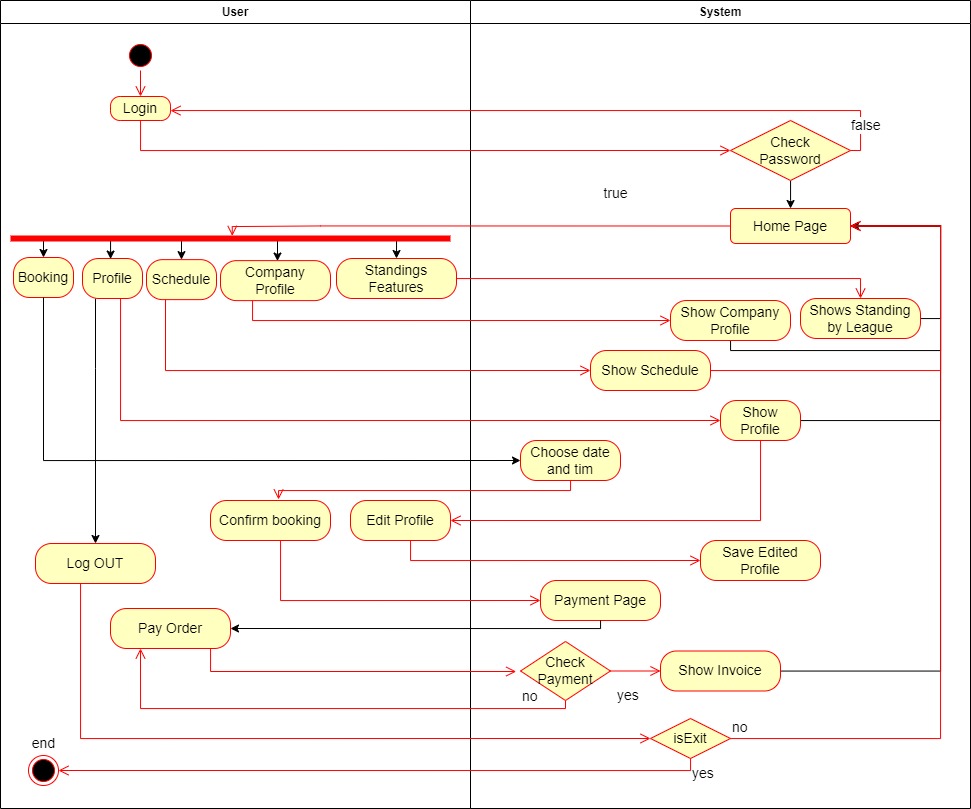 User
System
Login
false
Check
Password
true
Home Page
Booking
Profile
Schedule
Company
Profile
Standings
Features
Show Company
Profile
Shows Standing
by League
Show Schedule
Show
Profile
Choose date
and tim
Confirm booking
Edit Profile
Log OUT
Save Edited
Profile
Payment Page
Pay Order
Check
Payment
Show Invoice
no
yes
isExit
no
end
yes